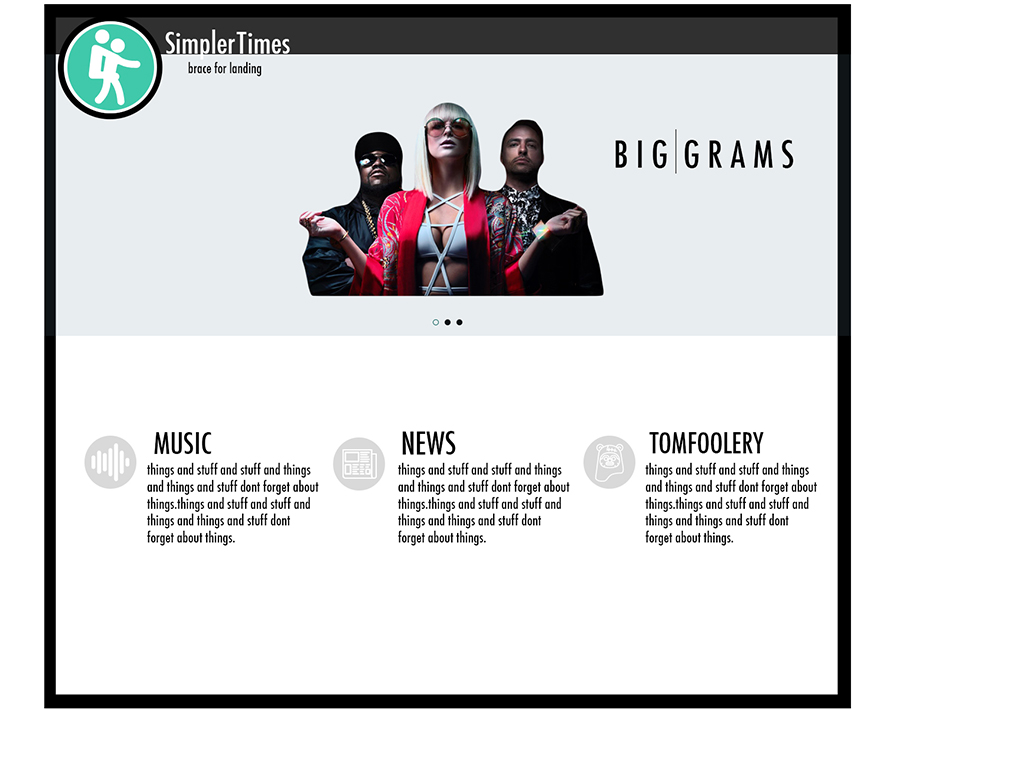 SimplerTimes
brace for landing
BIG|GRAMS
MUSIC
things and stuff and stuff and things
and things and stuff dont forget about
things.things and stuff and stuff and
things and things and stuff dont
forget about things.
NEWS
things and stuff and stuff and things
and things and stuff dont forget about
things.things and stuff and stuff and
things and things and stuff dont
forget about things.
TOMFOOLERY
things and stuff and stuff and things
and things and stuff dont forget about
things.things and stuff and stuff and
things and things and stuff dont
forget about things.